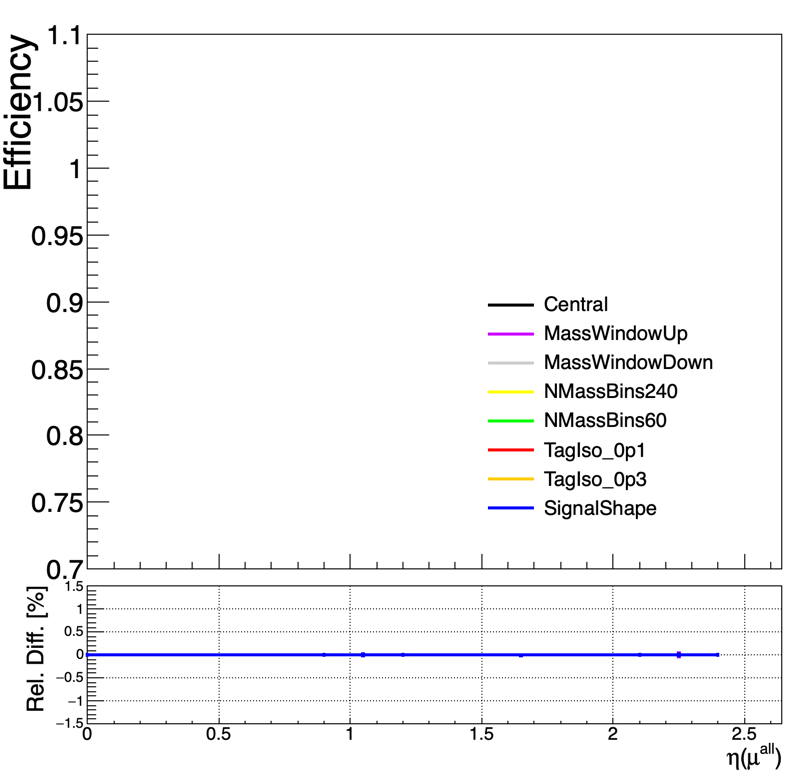 1.1
1.05
1
0.95
0.9
0.85
0.8
0.75
0.7
Efficiency
Central
MassWindowUp
MassWindowDown
NMassBins240
NMassBins60
TagIso_0p1
TagIso_0p3
SignalShape
1.5
1
0.5
0
−0.5
−1
−1.5
Rel. Diff. [%]
0 0.5 1 1.5 2 2.5
η(μ^all)